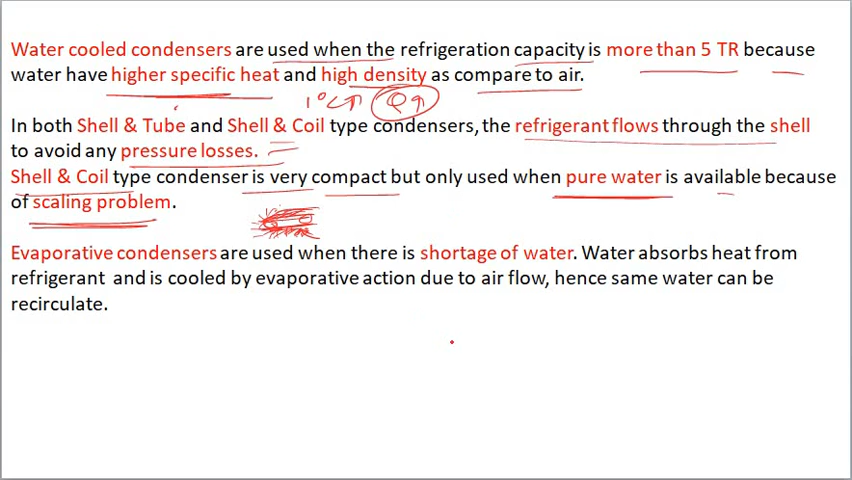 Water cooled condensers are used when the refrigeration capacity is more than 5 TR because
water have higher specific heat and high density as compare to air.
1°C↑ Q↑
In both Shell & Tube and Shell & Coil type condensers, the refrigerant flows through the shell
to avoid any pressure losses.
Shell & Coil type condenser is very compact but only used when pure water is available because
of scaling problem.
Evaporative condensers are used when there is shortage of water. Water absorbs heat from
refrigerant and is cooled by evaporative action due to air flow, hence same water can be
recirculate.